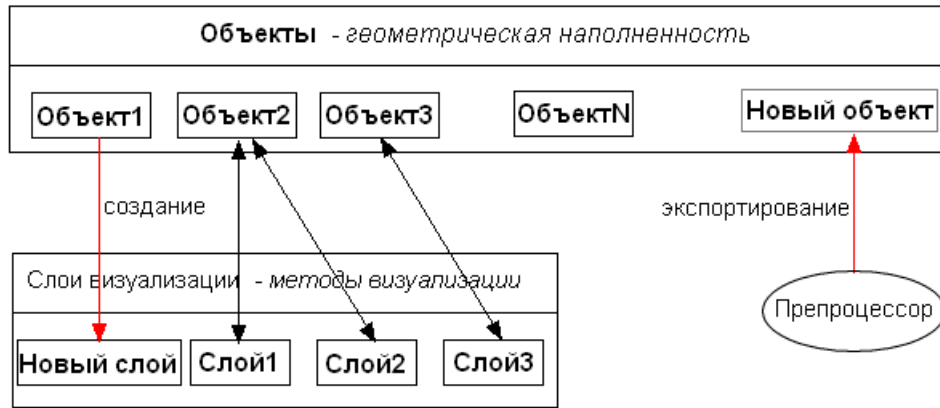 Объекты - геометрическая наполненность
Объект1 Объект2 Объект3 ОбъектN Новый объект
создание экспортирование
Слои визуализации - методы визуализации
Препроцессор
Новый слой Слой1 Слой2 Слой3